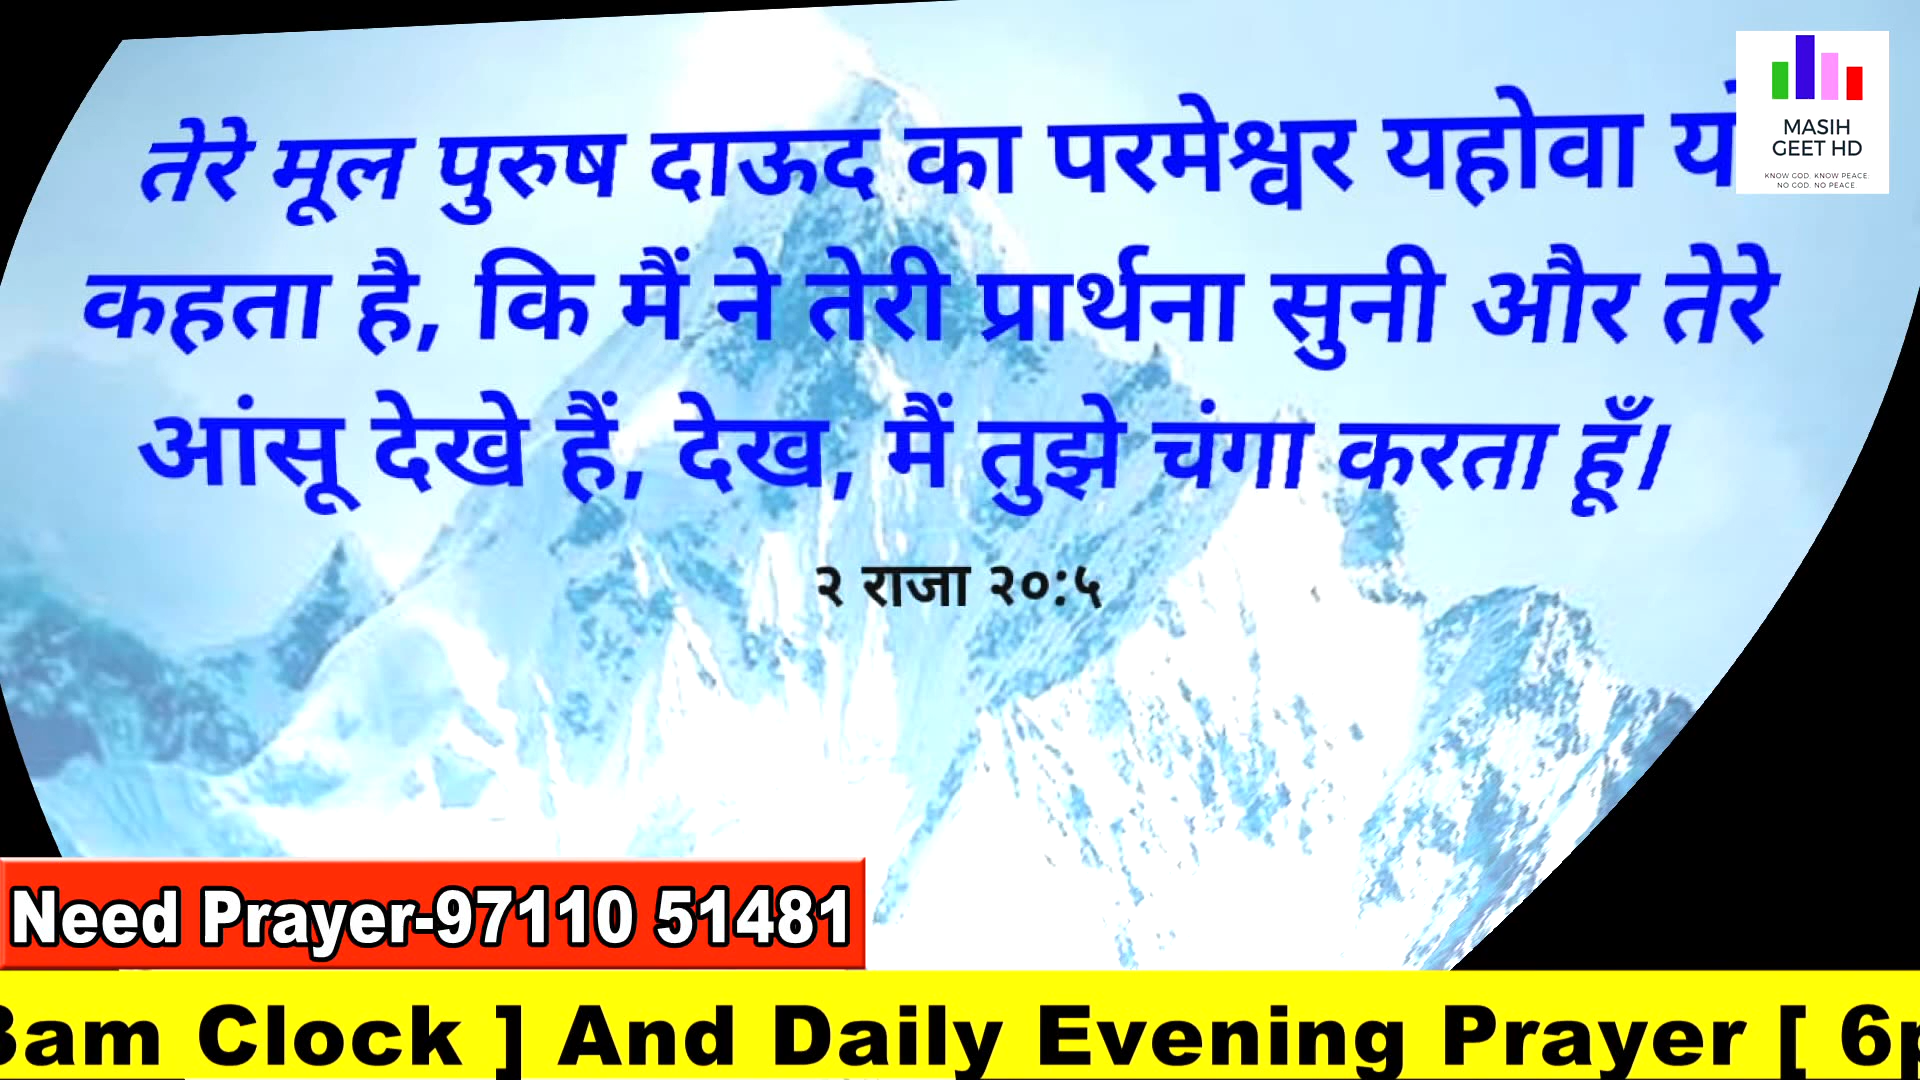 तेरे मूल पुरुष दाऊद का परमेश्वर यहोवा
कहता है, कि मैं ने तेरी प्रार्थना सुनी और तेरे
आंसू देखे हैं, देख, मैं तुझे चंगा करता हूँ।
२ राजा २०:५
MASIH
GEET HD
KNOW GOD. KNOW PEACE.
NO GOD. NO PEACE.
Need Prayer-97110 51481
am Clock ] And Daily Evening Prayer [ 6